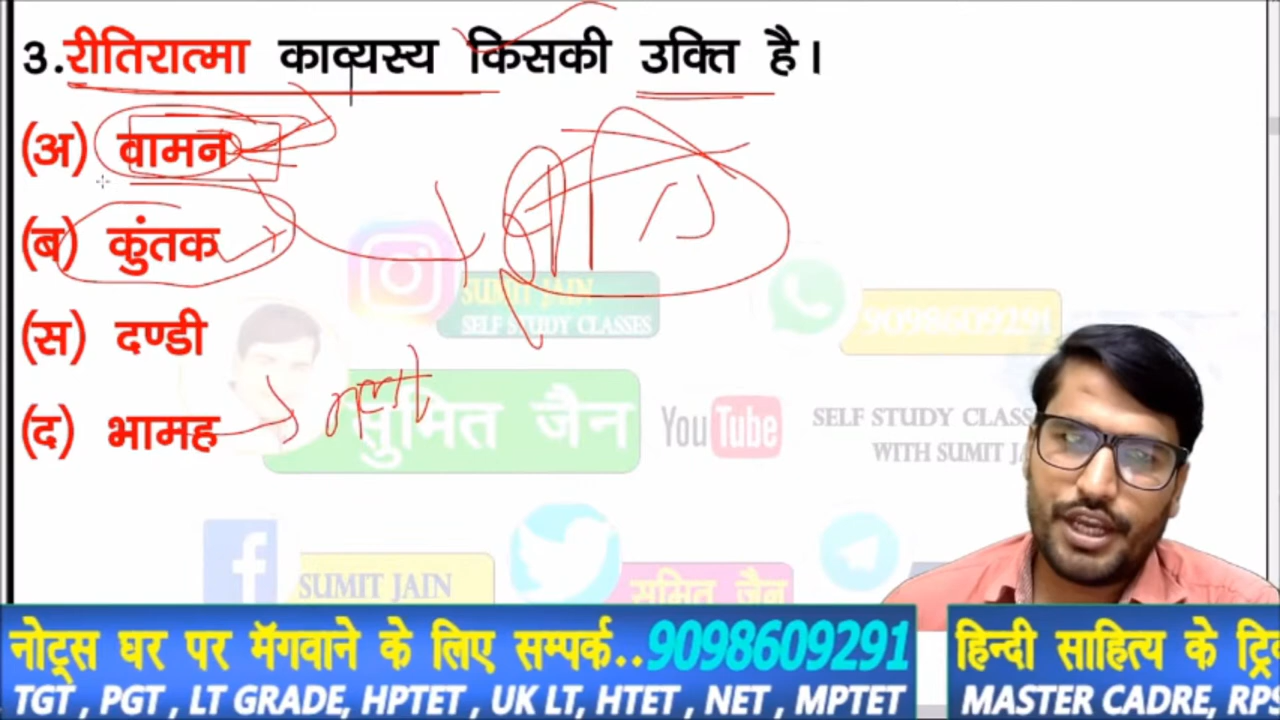 3.रीतिरात्मा काव्यस्य किसकी उक्ति है।
(अ) वामन
(ब) कुंतक
(स) दण्डी
(द) भामह
SUMIT JAIN
SELF STUDY CLASSES
9098609291
सुमित जैन
YouTube
SELF STUDY CLASS
WITH SUMIT JA
f
SUMIT JAIN
सुमित जैन
नोट्स घर पर मॅगवाने के लिए सम्पर्क..9098609291
हिन्दी साहित्य के ट्रि
TGT , PGT , LT GRADE, HPTET , UK LT, HTET , NET , MPTET
MASTER CADRE, RPS